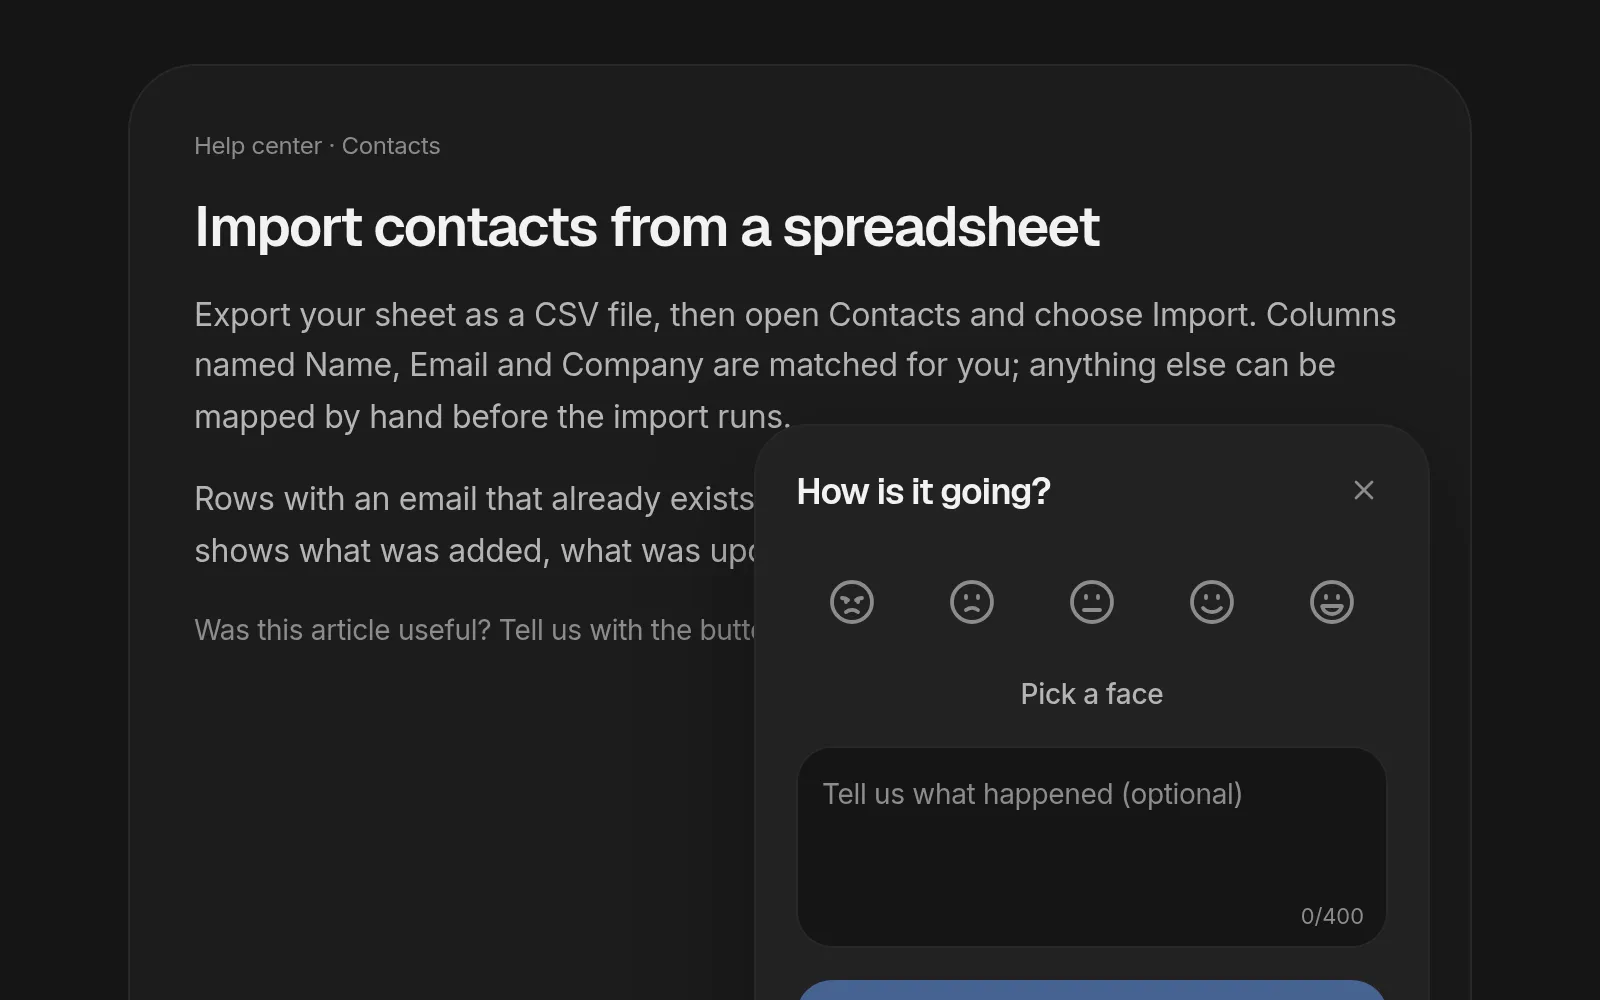 Help center · Contacts
Import contacts from a spreadsheet
Export your sheet as a CSV file, then open Contacts and choose Import. Columns
named Name, Email and Company are matched for you; anything else can be
mapped by hand before the import runs.
Rows with an email that already exists
shows what was added, what was
Was this article useful? Tell us with the
How is it going?
Pick a face
Tell us what happened (optional)
0/400